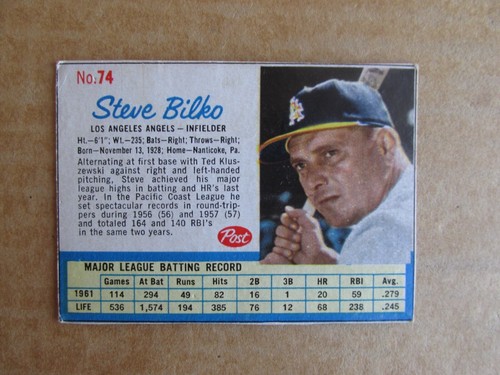 No.74
Steve Bilko
LOS ANGELES ANGELS — INFIELDER
Ht.—6'1"; Wt.—235; Bats—Right; Throws—Right;
Born—November 13, 1928; Home—Nanticoke, Pa.
Alternating at first base with Ted Klus-
zewski against right and left-handed
pitching, Steve achieved his major
league highs in batting and HR's last
year. In the Pacific Coast League he
set spectacular records in round-trip-
pers during 1956 (56) and 1957 (57)
and totaled 164 and 140 RBI's
in the same two years.
Post
MAJOR LEAGUE BATTING RECORD
Games At Bat Runs Hits 2B 3B HR RBI Avg.
1961 114 294 49 82 16 1 20 59 .279
LIFE 536 1,574 194 385 76 12 68 238 .245